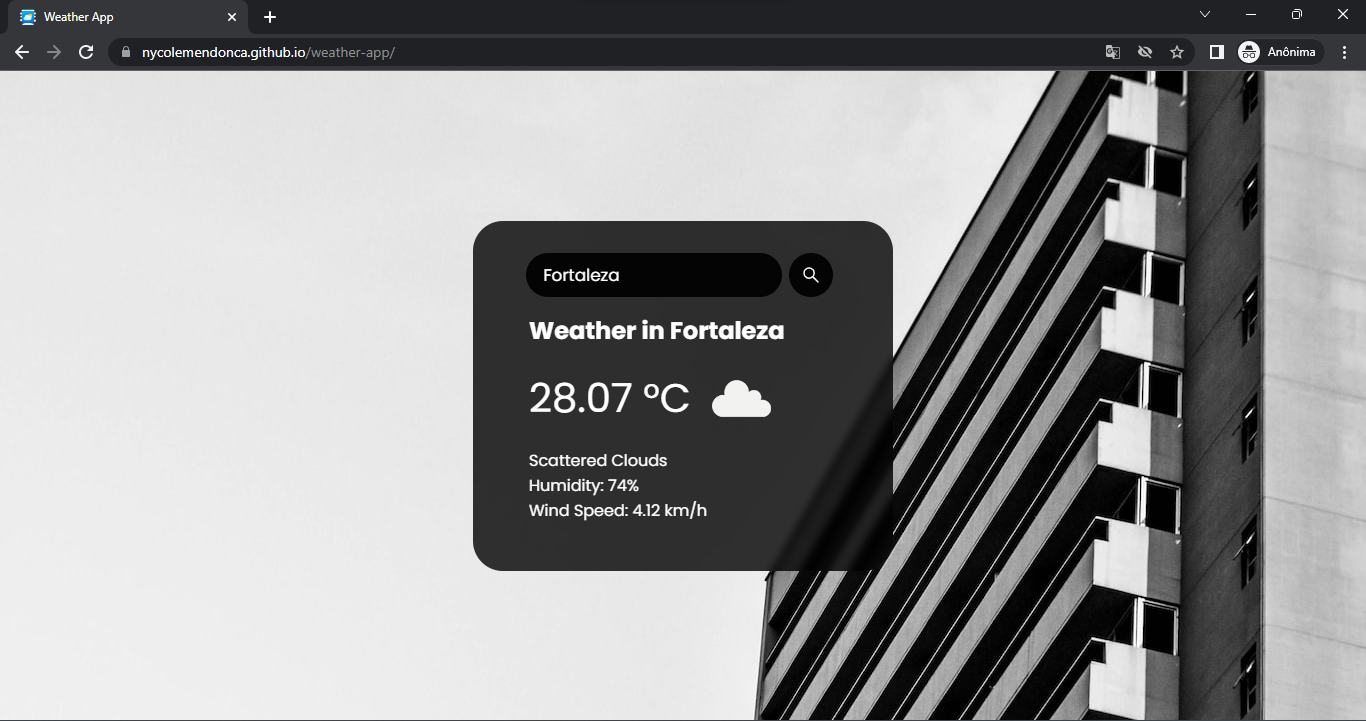 Weather App
nycolemendonca.github.io/weather-app/
Anônima
Fortaleza
Weather in Fortaleza
28.07 °C
Scattered Clouds
Humidity: 74%
Wind Speed: 4.12 km/h